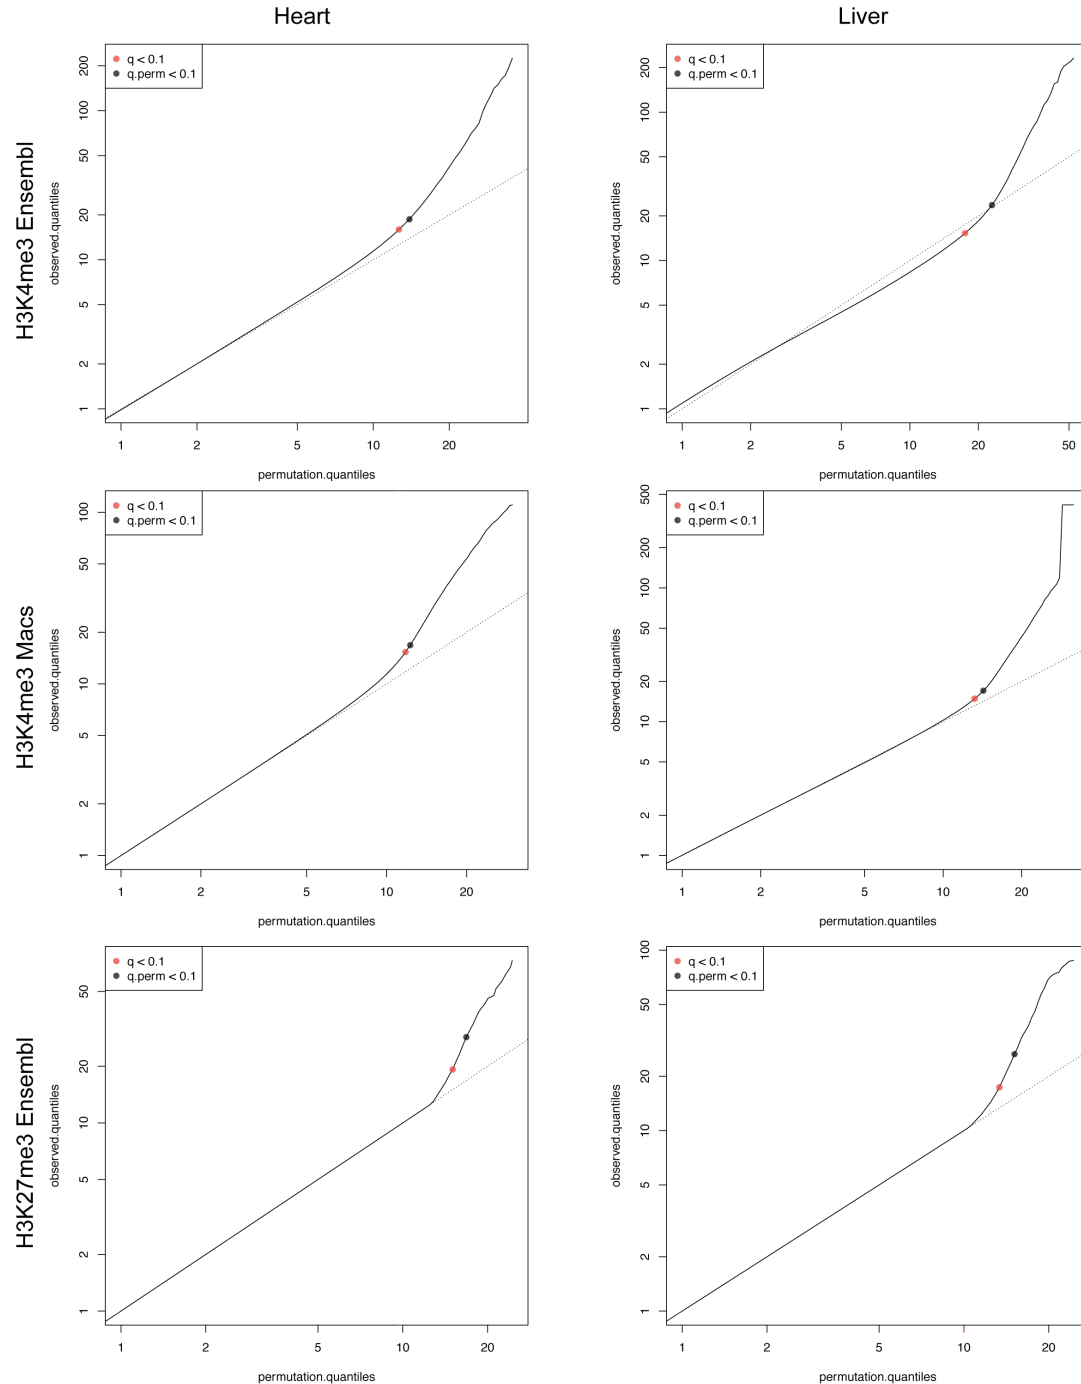 Heart
Liver
H3K4me3 Ensembl
q < 0.1
q.perm < 0.1
observed.quantiles
200
100
50
20
10
5
2
1
1 2 5 10 20
permutation.quantiles
q < 0.1
q.perm < 0.1
observed.quantiles
200
100
50
20
10
5
2
1
1 2 5 10 20 50
permutation.quantiles
H3K4me3 Macs
q < 0.1
q.perm < 0.1
observed.quantiles
100
50
20
10
5
2
1
1 2 5 10 20
permutation.quantiles
q < 0.1
q.perm < 0.1
observed.quantiles
500
200
100
50
20
10
5
2
1
1 2 5 10 20
permutation.quantiles
H3K27me3 Ensembl
q < 0.1
q.perm < 0.1
observed.quantiles
50
20
10
5
2
1
1 2 5 10 20
permutation.quantiles
q < 0.1
q.perm < 0.1
observed.quantiles
100
50
20
10
5
2
1
1 2 5 10 20
permutation.quantiles